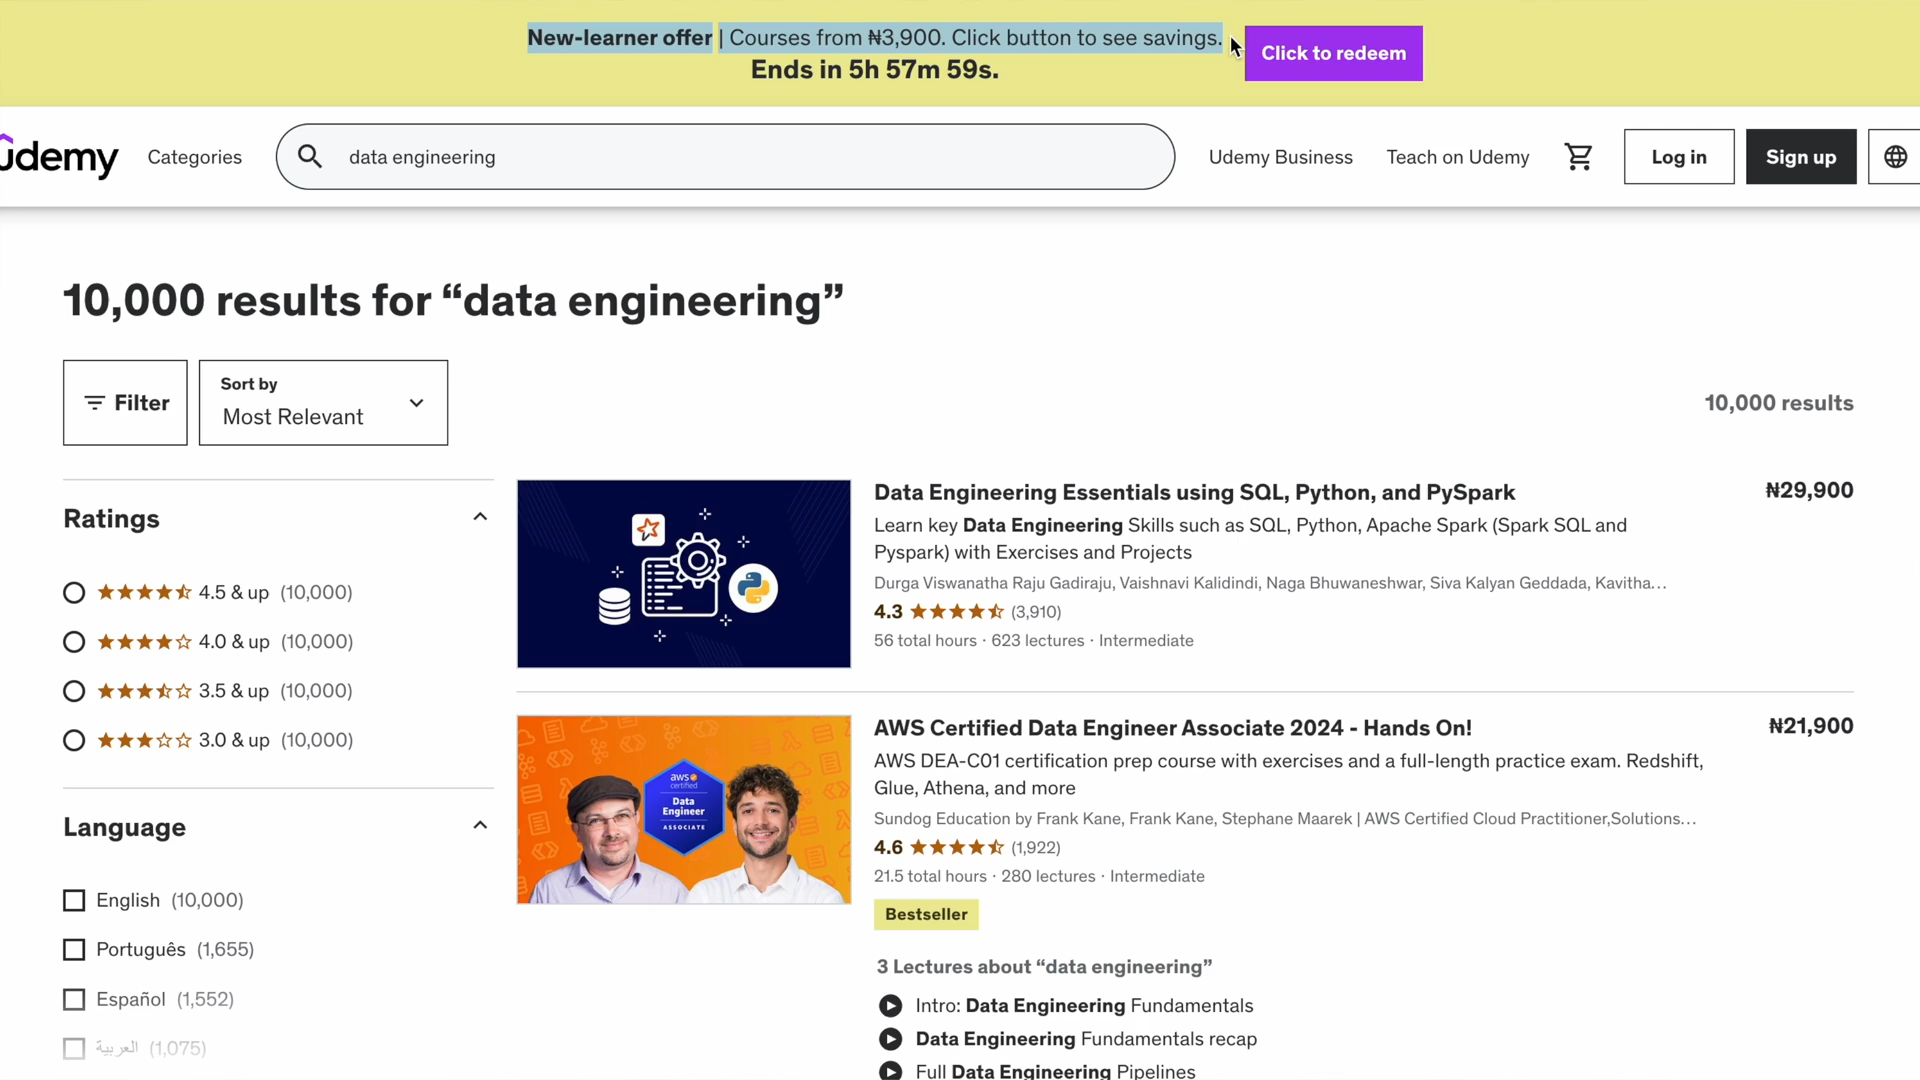 New-learner offer | Courses from ₦3,900. Click button to see savings.
Ends in 5h 57m 59s.
Click to redeem
udemy
Categories
data engineering
Udemy Business
Teach on Udemy
Log in
Sign up
10,000 results for “data engineering”
Filter
Sort by
Most Relevant
10,000 results
Ratings
4.5 & up (10,000)
4.0 & up (10,000)
3.5 & up (10,000)
3.0 & up (10,000)
Language
English (10,000)
Português (1,655)
Español (1,552)
العربية (1,075)
Data Engineering Essentials using SQL, Python, and PySpark
₦29,900
Learn key Data Engineering Skills such as SQL, Python, Apache Spark (Spark SQL and
Pyspark) with Exercises and Projects
Durga Viswanatha Raju Gadiraju, Vaishnavi Kalidindi, Naga Bhuwaneshwar, Siva Kalyan Geddada, Kavitha…
4.3 (3,910)
56 total hours · 623 lectures · Intermediate
aws
certified
Data
Engineer
ASSOCIATE
AWS Certified Data Engineer Associate 2024 - Hands On!
₦21,900
AWS DEA-C01 certification prep course with exercises and a full-length practice exam. Redshift,
Glue, Athena, and more
Sundog Education by Frank Kane, Frank Kane, Stephane Maarek | AWS Certified Cloud Practitioner,Solutions…
4.6 (1,922)
21.5 total hours · 280 lectures · Intermediate
Bestseller
3 Lectures about “data engineering”
Intro: Data Engineering Fundamentals
Data Engineering Fundamentals recap
Full Data Engineering Pipelines